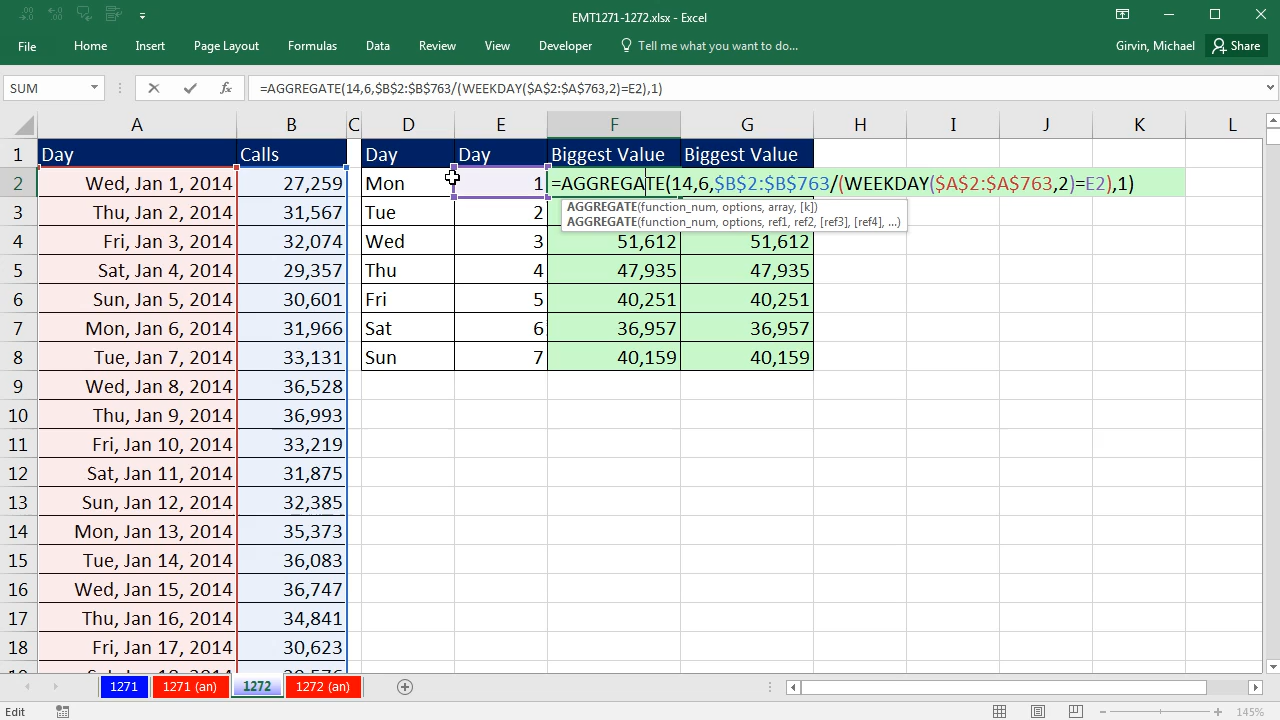 EMT1271-1272.xlsx - Excel
File Home Insert Page Layout Formulas Data Review View Developer Tell me what you want to do... Girvin, Michael Share
SUM =AGGREGATE(14,6,$B$2:$B$763/(WEEKDAY($A$2:$A$763,2)=E2),1)
A B C D E F G H I J K L
1 Day Calls Day Day Biggest Value Biggest Value
2 Wed, Jan 1, 2014 27,259 Mon 1 =AGGREGATE(14,6,$B$2:$B$763/(WEEKDAY($A$2:$A$763,2)=E2),1)
AGGREGATE(function_num, options, array, [k])
3 Thu, Jan 2, 2014 31,567 Tue 2
AGGREGATE(function_num, options, ref1, ref2, [ref3], [ref4], ...)
4 Fri, Jan 3, 2014 32,074 Wed 3 51,612 51,612
5 Sat, Jan 4, 2014 29,357 Thu 4 47,935 47,935
6 Sun, Jan 5, 2014 30,601 Fri 5 40,251 40,251
7 Mon, Jan 6, 2014 31,966 Sat 6 36,957 36,957
8 Tue, Jan 7, 2014 33,131 Sun 7 40,159 40,159
9 Wed, Jan 8, 2014 36,528
10 Thu, Jan 9, 2014 36,993
11 Fri, Jan 10, 2014 33,219
12 Sat, Jan 11, 2014 31,875
13 Sun, Jan 12, 2014 32,385
14 Mon, Jan 13, 2014 35,373
15 Tue, Jan 14, 2014 36,083
16 Wed, Jan 15, 2014 36,747
17 Thu, Jan 16, 2014 34,841
18 Fri, Jan 17, 2014 30,623
1271 1271 (an) 1272 1272 (an)
Edit 145%